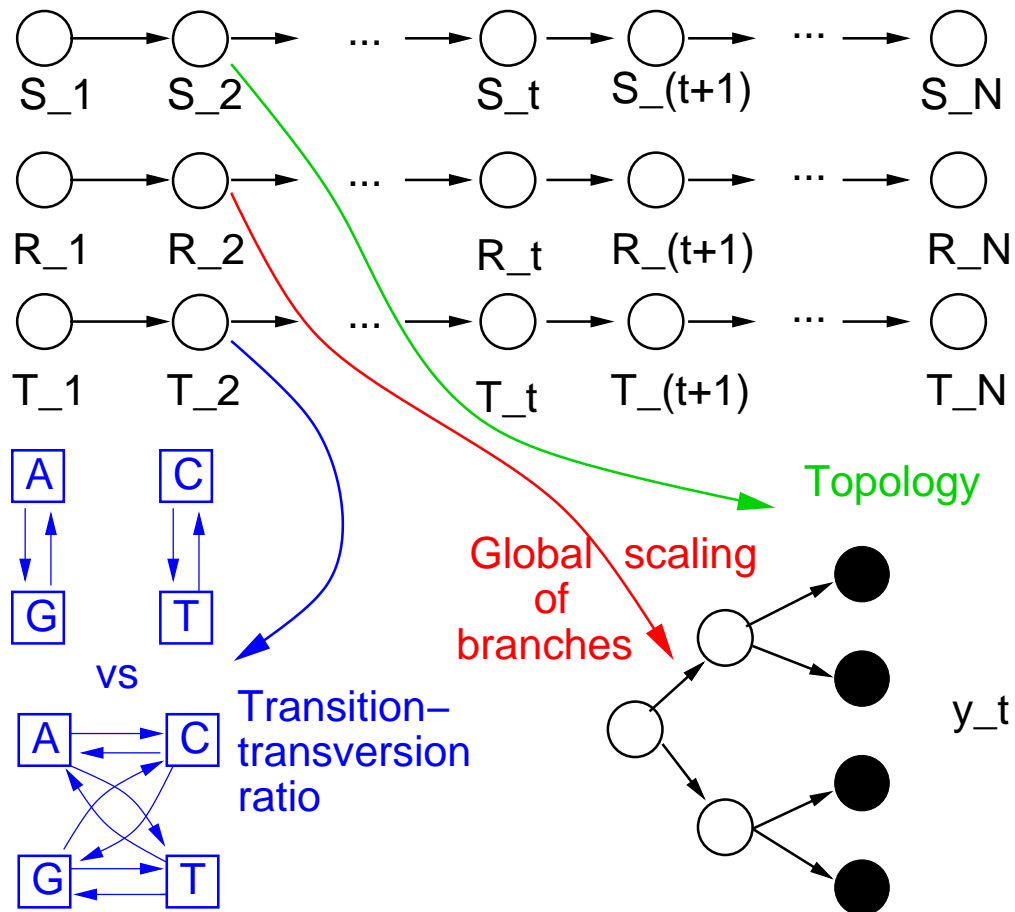 ... ...
S_1 S_2 S_t S_(t+1) S_N
... ...
R_1 R_2 R_t R_(t+1) R_N
... ...
T_1 T_2 T_t T_(t+1) T_N
A C
G T
vs
A C
G T
Transition–
transversion
ratio
Global scaling
of
branches
Topology
y_t